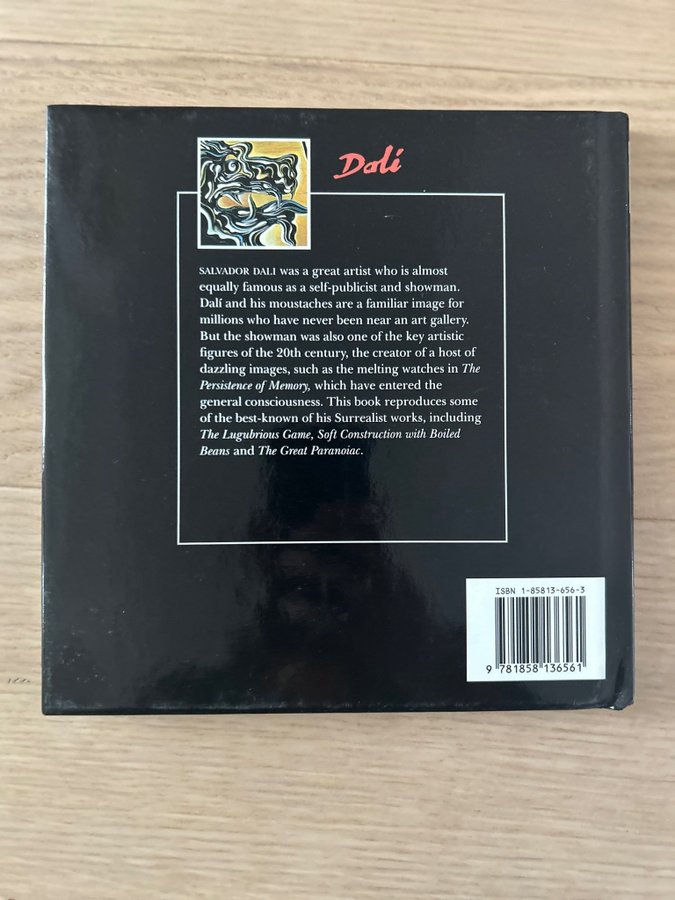 Dalí
SALVADOR DALI was a great artist who is almost
equally famous as a self-publicist and showman.
Dalí and his moustaches are a familiar image for
millions who have never been near an art gallery.
But the showman was also one of the key artistic
figures of the 20th century, the creator of a host of
dazzling images, such as the melting watches in The
Persistence of Memory, which have entered the
general consciousness. This book reproduces some
of the best-known of his Surrealist works, including
The Lugubrious Game, Soft Construction with Boiled
Beans and The Great Paranoiac.
ISBN 1-85813-656-3
9 781858 136561